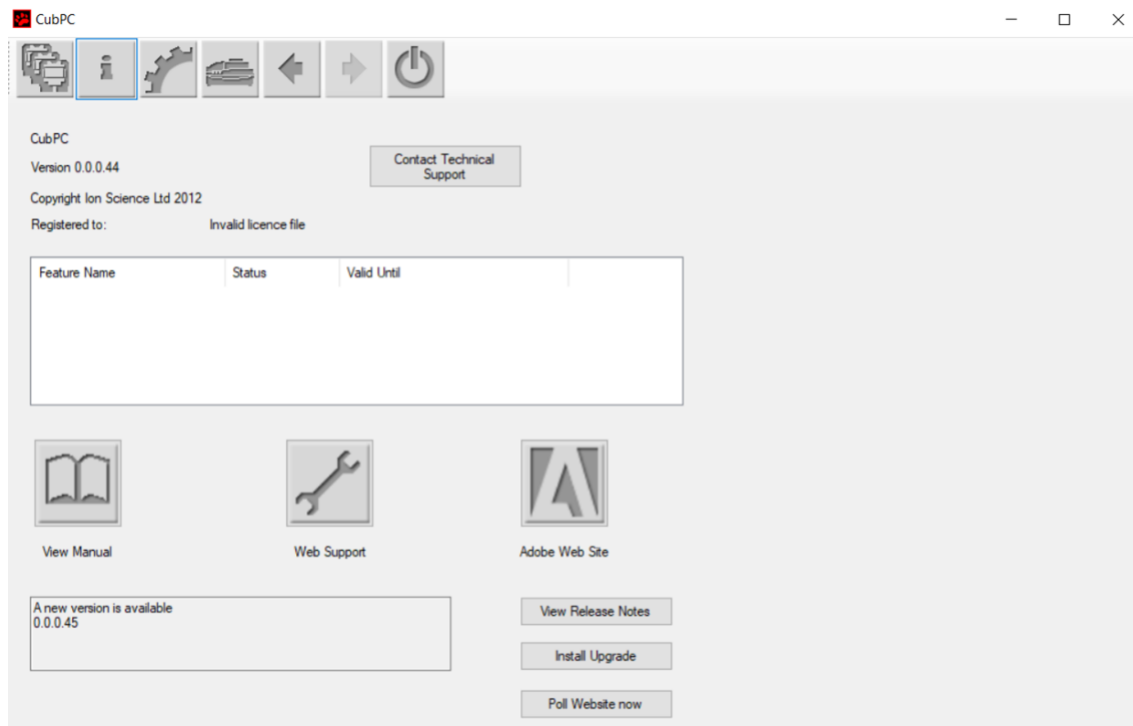 CubPC
CubPC
Version 0.0.0.44
Contact Technical
Support
Copyright Ion Science Ltd 2012
Registered to: Invalid licence file
Feature Name Status Valid Until
View Manual Web Support Adobe Web Site
A new version is available
0.0.0.45
View Release Notes
Install Upgrade
Poll Website now